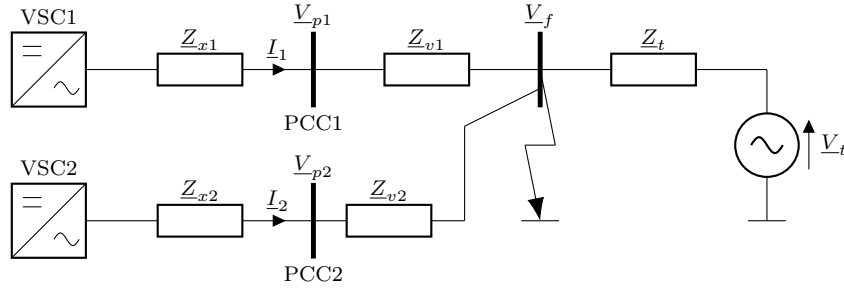 VSC1
Z_x1
I_1
V_p1
Z_v1
V_f
Z_t
PCC1
V_t
VSC2
Z_x2
I_2
V_p2
Z_v2
PCC2